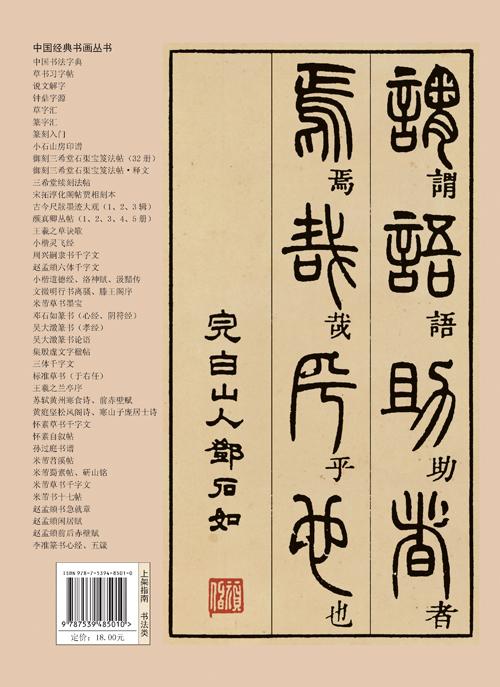 中国经典书画丛书
中国书法字典
草书习字帖
说文解字
钟鼎字源
草字汇
篆字汇
篆刻入门
小石山房印谱
御刻三希堂石渠宝笈法帖（32 册）
御刻三希堂石渠宝笈法帖·释文
三希堂续刻法帖
宋拓淳化阁帖贾相刻本
古今尺牍墨迹大观（1、2、3 辑）
颜真卿丛帖（1、2、3、4、5 册）
王羲之草诀歌
小楷灵飞经
周兴嗣隶书千字文
赵孟頫六体千字文
小楷道德经、洛神赋、汲黯传
文徵明行书离骚、滕王阁序
米芾草书墨宝
邓石如篆书（心经、阴符经）
吴大澂篆书（孝经）
吴大澂篆书论语
集殷虚文字楹帖
三体千字文
标准草书（于右任）
王羲之兰亭序
苏轼黄州寒食诗、前赤壁赋
黄庭坚松风阁诗、寒山子庞居士诗
怀素草书千字文
怀素自叙帖
孙过庭书谱
米芾苕溪帖
米芾蜀素帖、研山铭
米芾草书千字文
米芾书十七帖
赵孟頫书急就章
赵孟頫闲居赋
赵孟頫前后赤壁赋
李准篆书心经、五箴
謂謂語語助助者者
焉焉哉哉乎乎也也
完白山人鄧石如
ISBN 978-7-5394-8501-0
9 787539 485010 >
定价：18.00元
上架指南 书法类